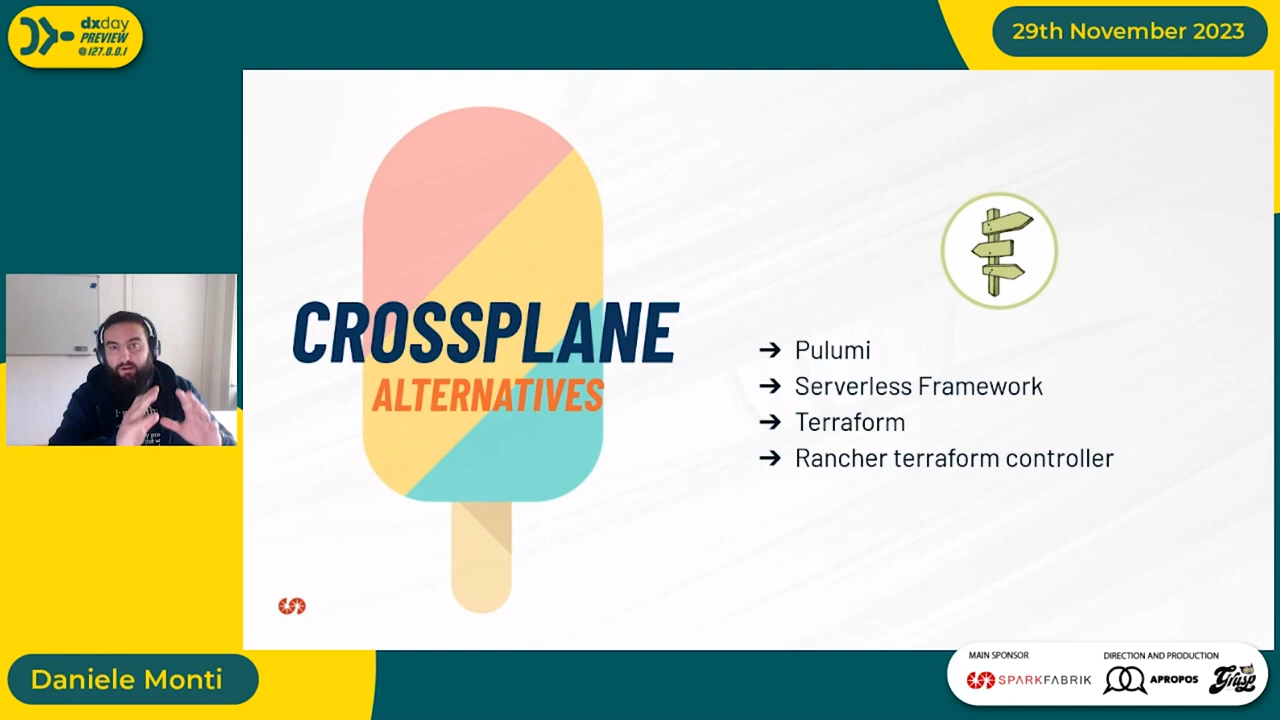 dxday
PREVIEW
@127.0.0.1
29th November 2023
CROSSPLANE
ALTERNATIVES
➔ Pulumi
➔ Serverless Framework
➔ Terraform
➔ Rancher terraform controller
Daniele Monti
MAIN SPONSOR
SPARKFABRIK
DIRECTION AND PRODUCTION
APROPOS
Grusp